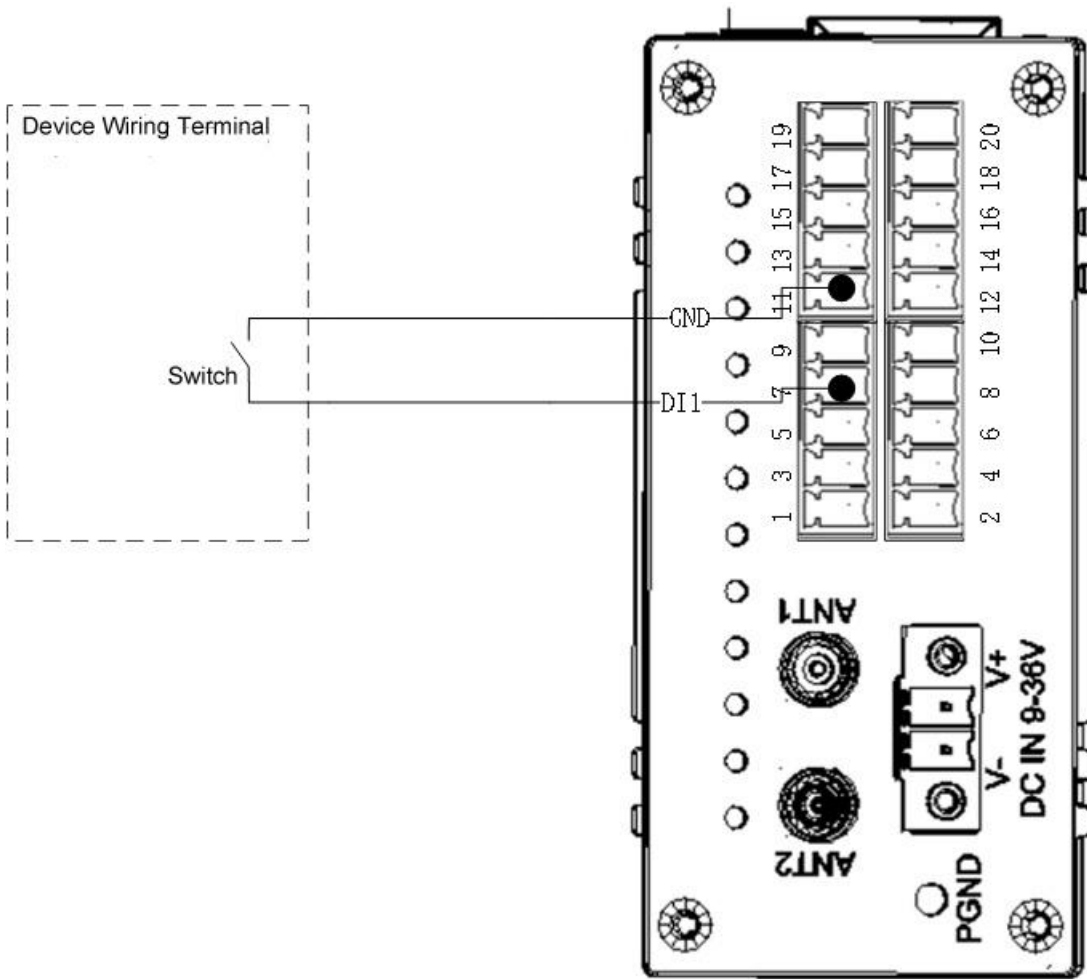 Device Wiring Terminal
19
20
17
18
15
16
13
14
11
12
GND
9
10
Switch
7
8
DI1
5
6
3
4
1
2
ANT1
V+
DC IN 9-36V
V-
ANT2
PGND